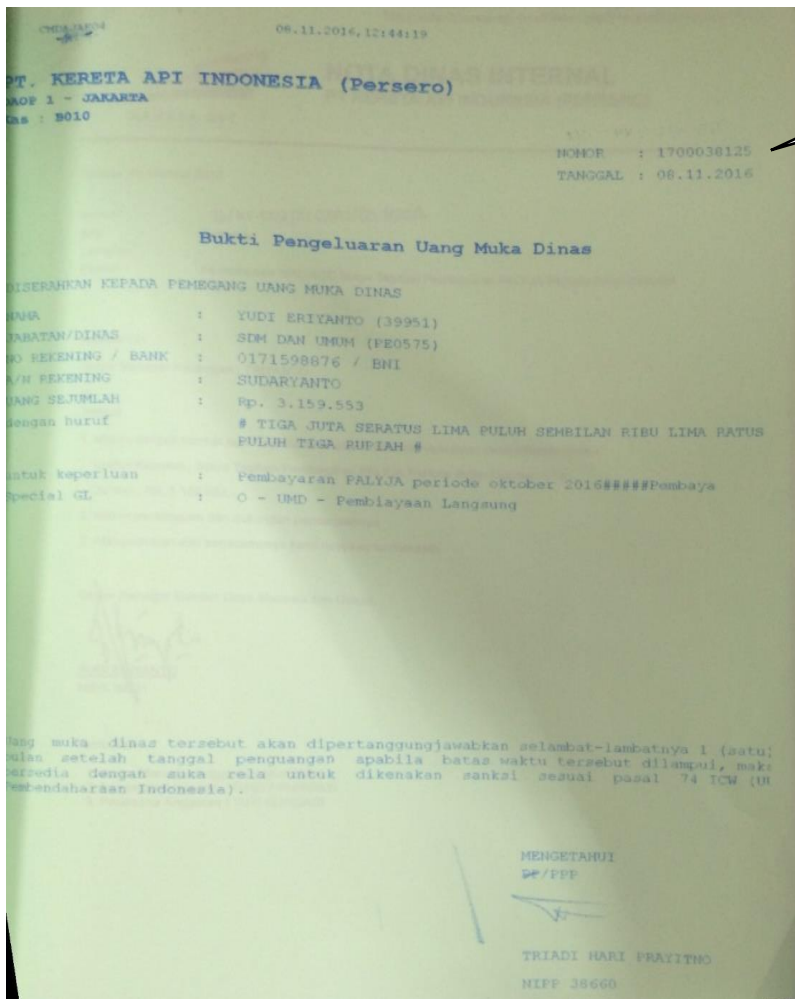 08.11.2016, 12:44:19
PT. KERETA API INDONESIA (Persero)
DAOP 1 - JAKARTA
Kas : B010
NOMOR : 1700038125
TANGGAL : 08.11.2016
Bukti Pengeluaran Uang Muka Dinas
DISERAHKAN KEPADA PEMEGANG UANG MUKA DINAS
NAMA : YUDI ERIYANTO (39951)
JABATAN/DINAS : SDM DAN UMUM (PE0575)
NO REKENING / BANK : 0171598876 / BNI
A/N REKENING : SUDARYANTO
UANG SEJUMLAH : Rp. 3.159.553
dengan huruf # TIGA JUTA SERATUS LIMA PULUH SEMBILAN RIBU LIMA RATUS
PULUH TIGA RUPIAH #
untuk keperluan : Pembayaran PALYJA periode oktober 2016#####Pembaya
Special GL : O - UMD - Pembiayaan Langsung
Uang muka dinas tersebut akan dipertanggungjawabkan selambat-lambatnya 1 (satu)
bulan setelah tanggal penguangan apabila batas waktu tersebut dilampui, maka
bersedia dengan suka rela untuk dikenakan sanksi sesuai pasal 74 ICW (UU
Pembendaharaan Indonesia).
MENGETAHUI
DP/PPP
TRIADI HARI PRAYITNO
NIPP 38660